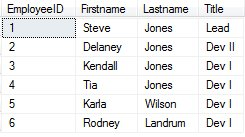 EmployeeID Firstname Lastname Title
1 Steve Jones Lead
2 Delaney Jones Dev II
3 Kendall Jones Dev I
4 Tia Jones Dev I
5 Karla Wilson Dev I
6 Rodney Landrum Dev I